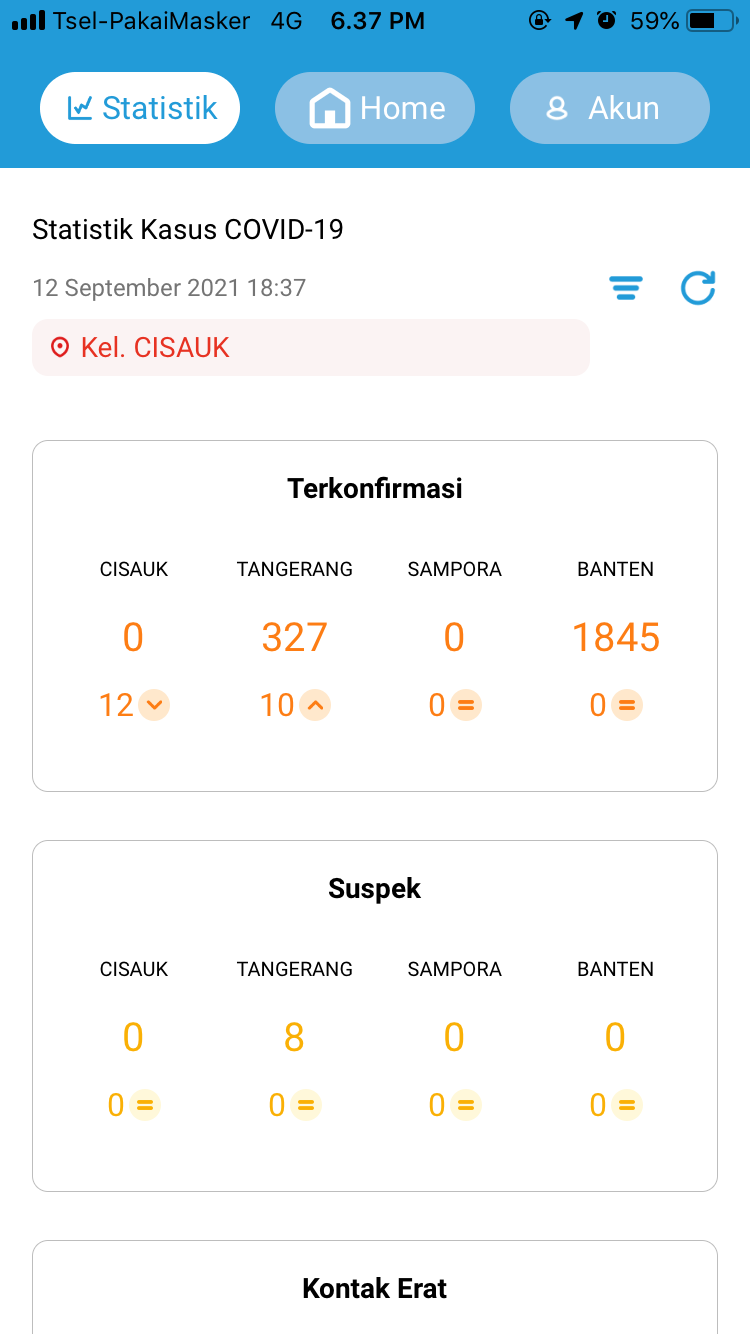 Tsel-PakaiMasker 4G 6.37 PM 59%
Statistik Home Akun
Statistik Kasus COVID-19
12 September 2021 18:37
Kel. CISAUK
Terkonfirmasi
CISAUK TANGERANG SAMPORA BANTEN
0 327 0 1845
12 10 0 = 0 =
Suspek
CISAUK TANGERANG SAMPORA BANTEN
0 8 0 0
0 = 0 = 0 = 0 =
Kontak Erat